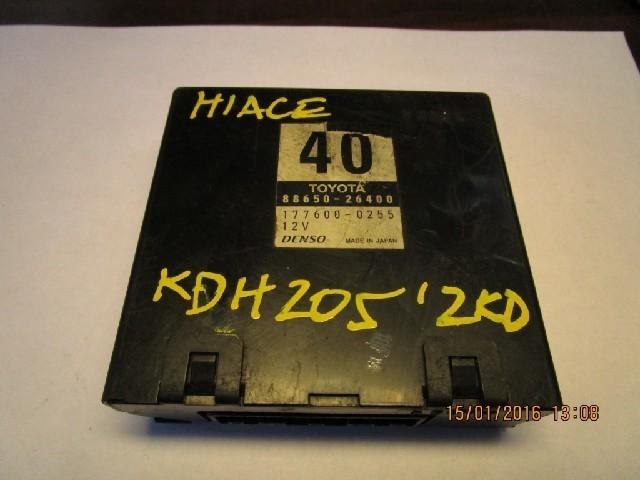 HIACE
40
TOYOTA
88650-26400
177600-0255
12V
DENSO MADE IN JAPAN
KDH205 '2KD
15/01/2016 13:08